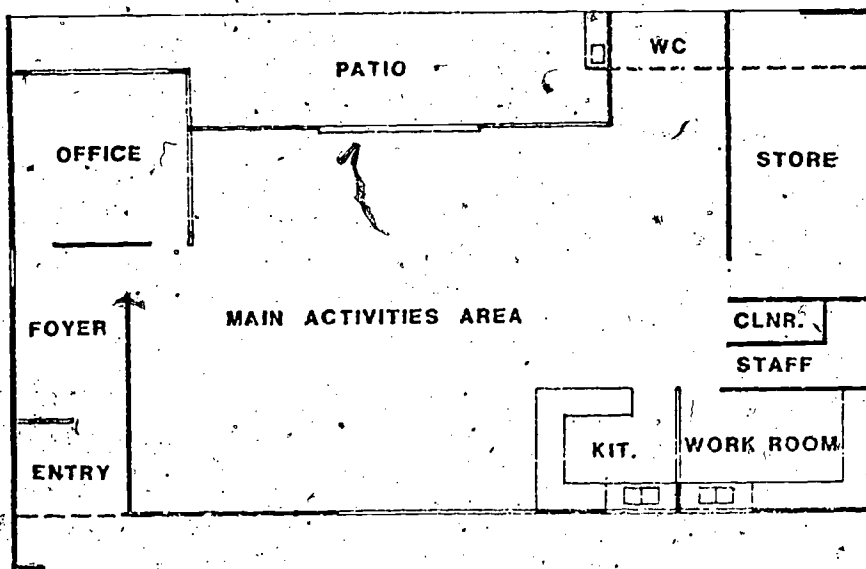 WC
PATIO
OFFICE
STORE
FOYER
MAIN ACTIVITIES AREA
CLNR.
STAFF
KIT.
WORK ROOM
ENTRY